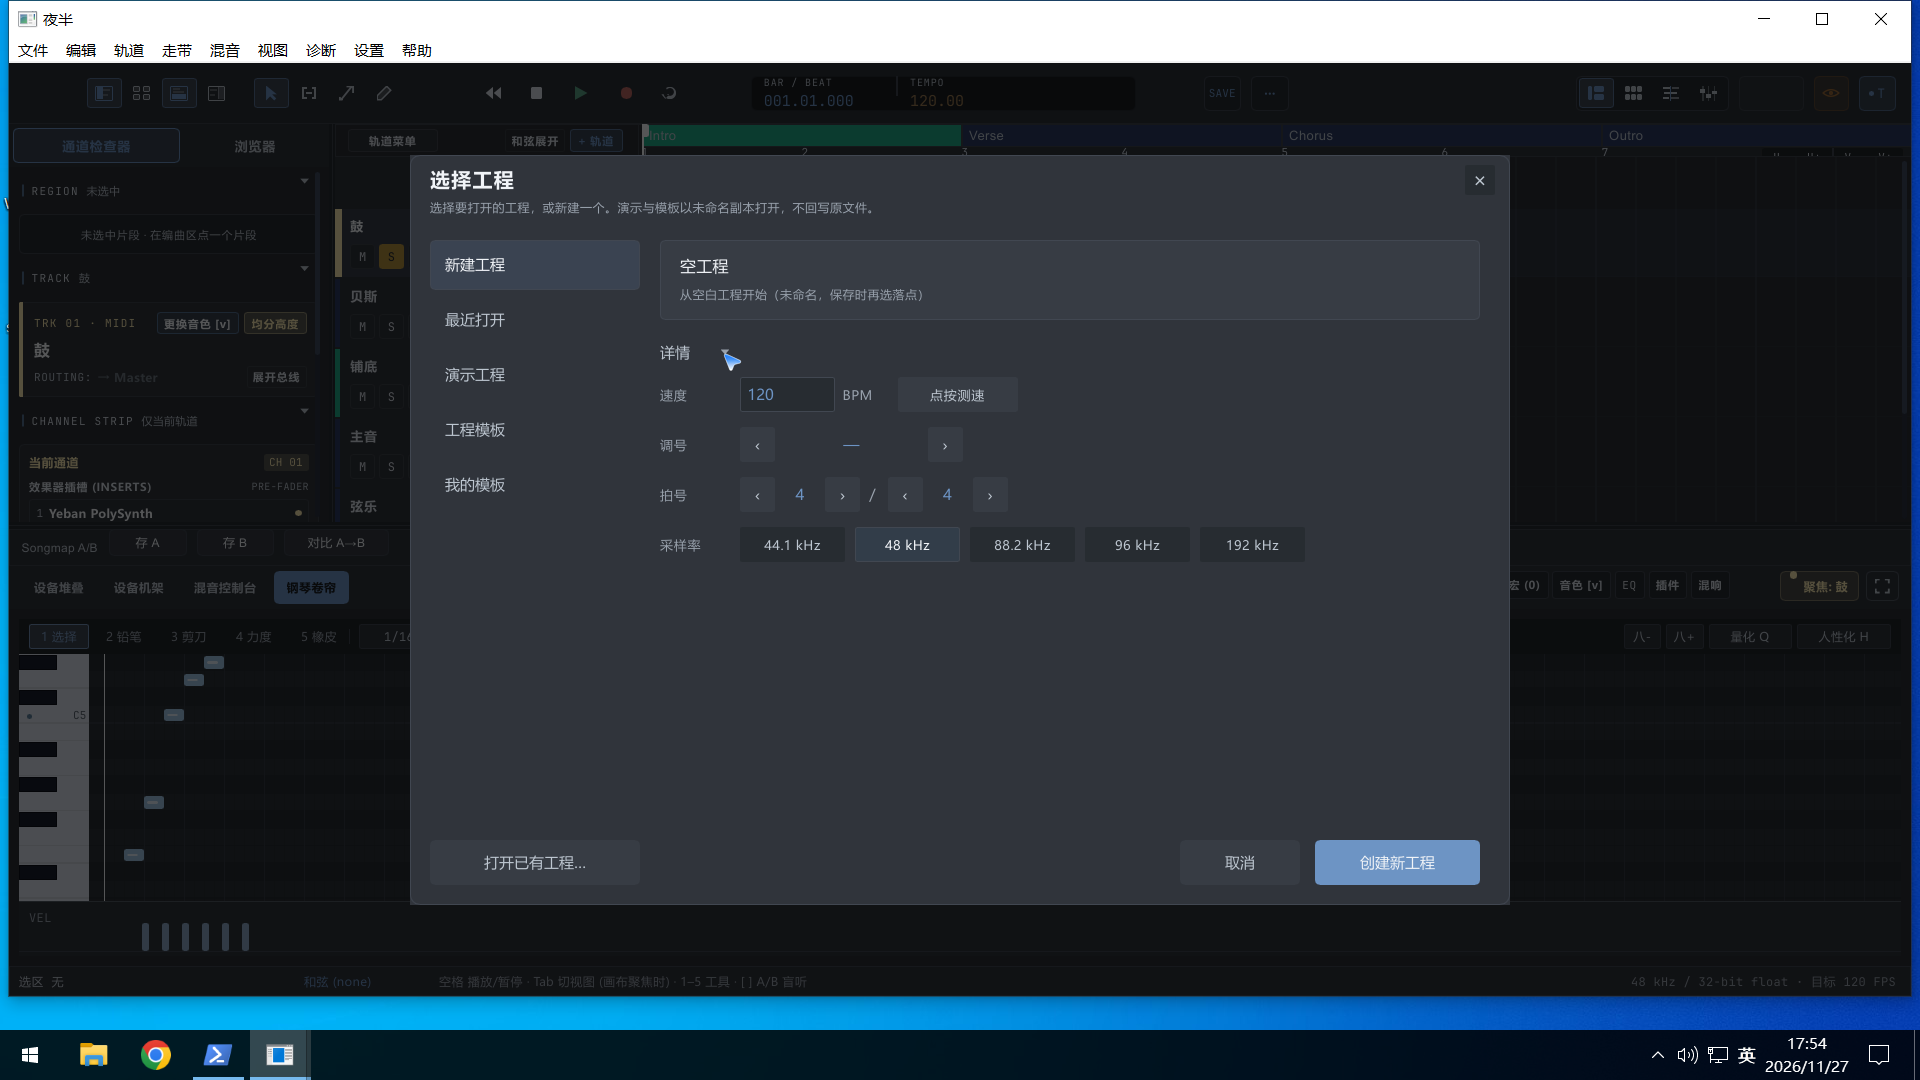 夜半
文件 编辑 轨道 走带 混音 视图 诊断 设置 帮助
BAR / BEAT
001.01.000
TEMPO
120.00
SAVE
...
T
通道检查器 浏览器
轨道菜单 和弦展开 + 轨道
Intro Verse Chorus Outro
1 2 3 4 5 6 7
REGION 未选中
未选中片段 · 在编曲区点一个片段
TRACK 鼓
TRK 01 · MIDI 更换音色 [v] 均分高度
鼓
ROUTING: → Master 展开总线
CHANNEL STRIP 仅当前轨道
当前通道 CH 01
效果器插槽 (INSERTS) PRE-FADER
1 Yeban PolySynth
鼓
M S
贝斯
M S
铺底
M S
主音
M S
弦乐
选择工程
选择要打开的工程，或新建一个。演示与模板以未命名副本打开，不回写原文件。
新建工程
最近打开
演示工程
工程模板
我的模板
空工程
从空白工程开始（未命名，保存时再选落点）
详情
速度 120 BPM 点按测速
调号 ‹ — ›
拍号 ‹ 4 › / ‹ 4 ›
采样率 44.1 kHz 48 kHz 88.2 kHz 96 kHz 192 kHz
打开已有工程... 取消 创建新工程
Songmap A/B 存 A 存 B 对比 A→B
设备堆叠 设备机架 混音控制台 钢琴卷帘
宏 (0) 音色 [v] EQ 插件 混响 聚焦: 鼓
1 选择 2 铅笔 3 剪刀 4 力度 5 橡皮 1/16
八- 八+ 量化 Q 人性化 H
C5
VEL
选区 无 和弦 (none) 空格 播放/暂停 · Tab 切视图 (画布聚焦时) · 1-5 工具 · [ ] A/B 盲听 48 kHz / 32-bit float · 目标 120 FPS
英
17:54
2026/11/27